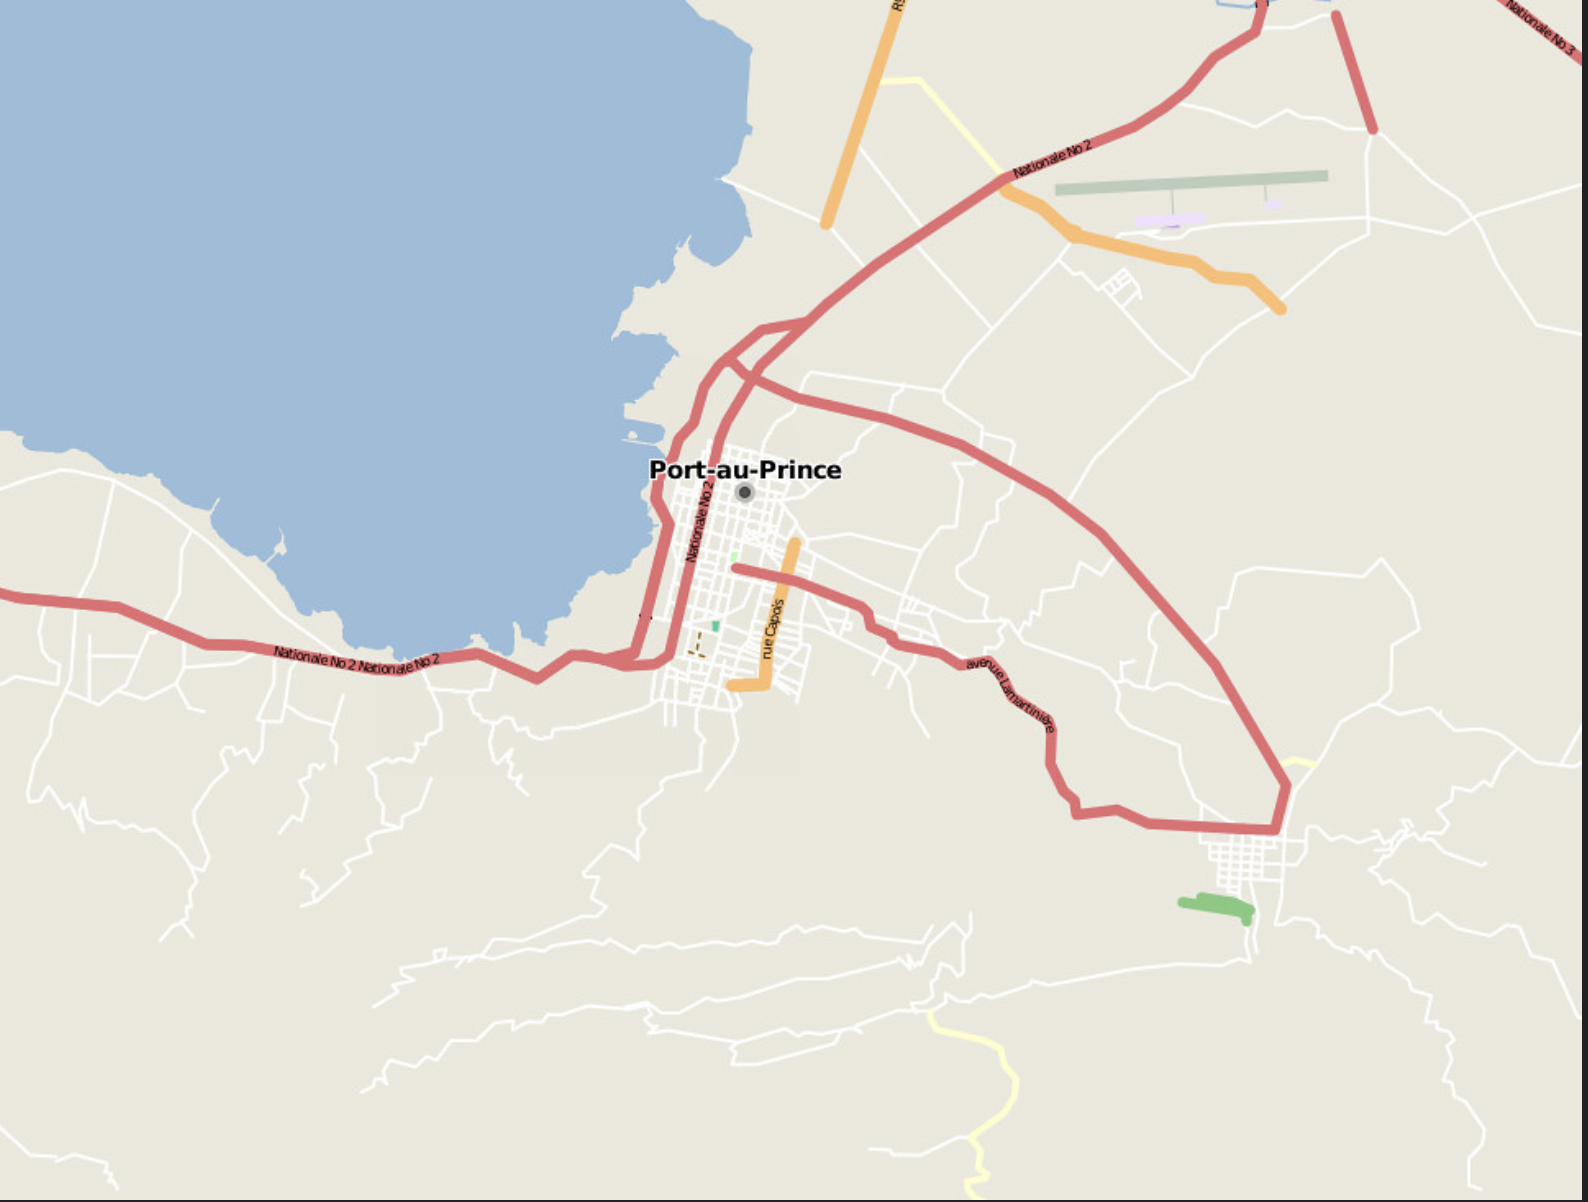 Nationale No 3
Nationale No 2
Port-au-Prince
Nationale No 2
rue Capois
Nationale No 2 Nationale No 2
avenue Lamartinière